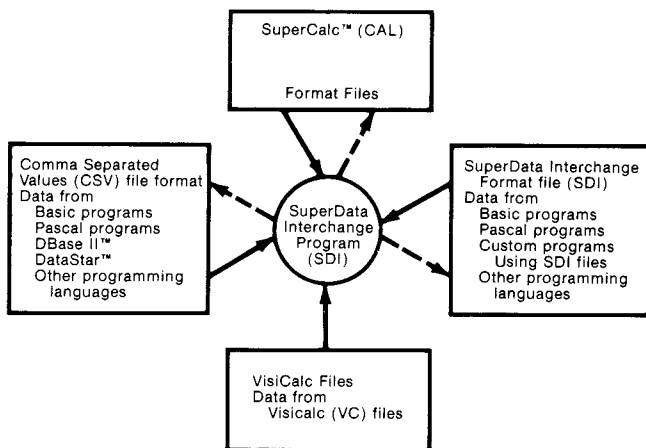 SuperCalc™ (CAL)
Format Files
Comma Separated
Values (CSV) file format
Data from
Basic programs
Pascal programs
DBase II™
DataStar™
Other programming
languages
SuperData
Interchange
Program
(SDI)
SuperData Interchange
Format file (SDI)
Data from
Basic programs
Pascal programs
Custom programs
Using SDI files
Other programming
languages
VisiCalc Files
Data from
Visicalc (VC) files